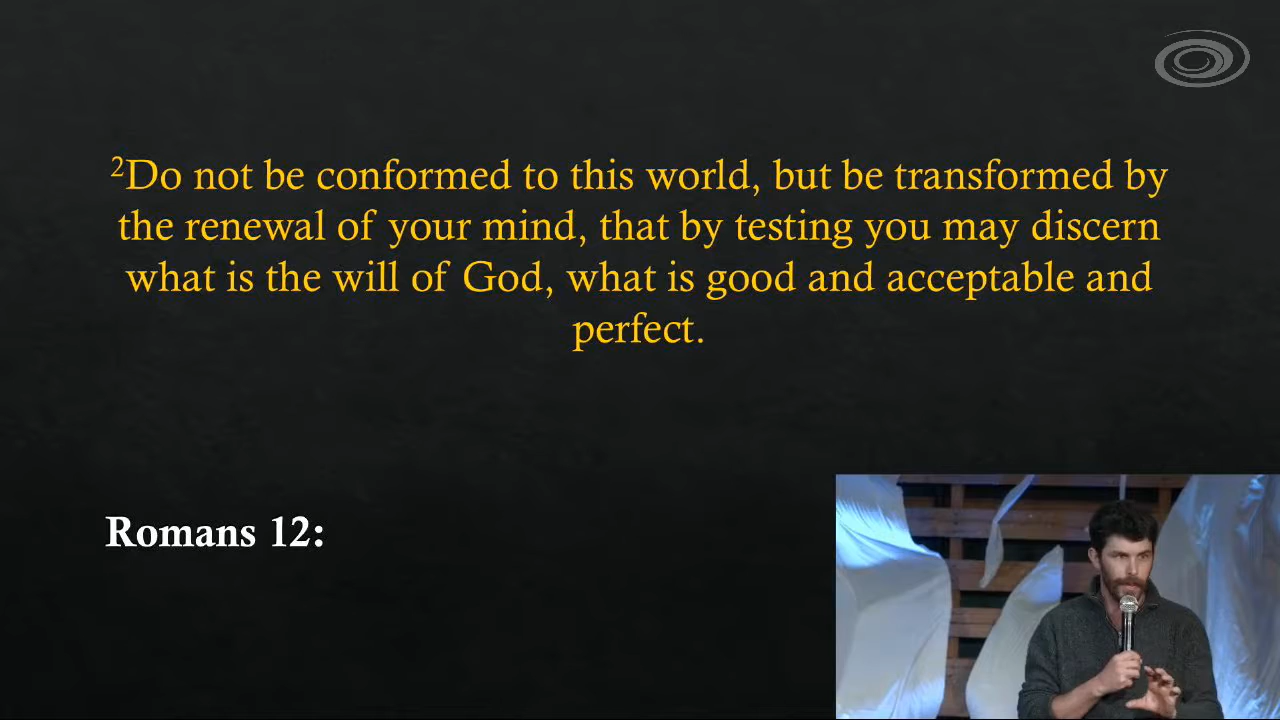 ²Do not be conformed to this world, but be transformed by
the renewal of your mind, that by testing you may discern
what is the will of God, what is good and acceptable and
perfect.
Romans 12: